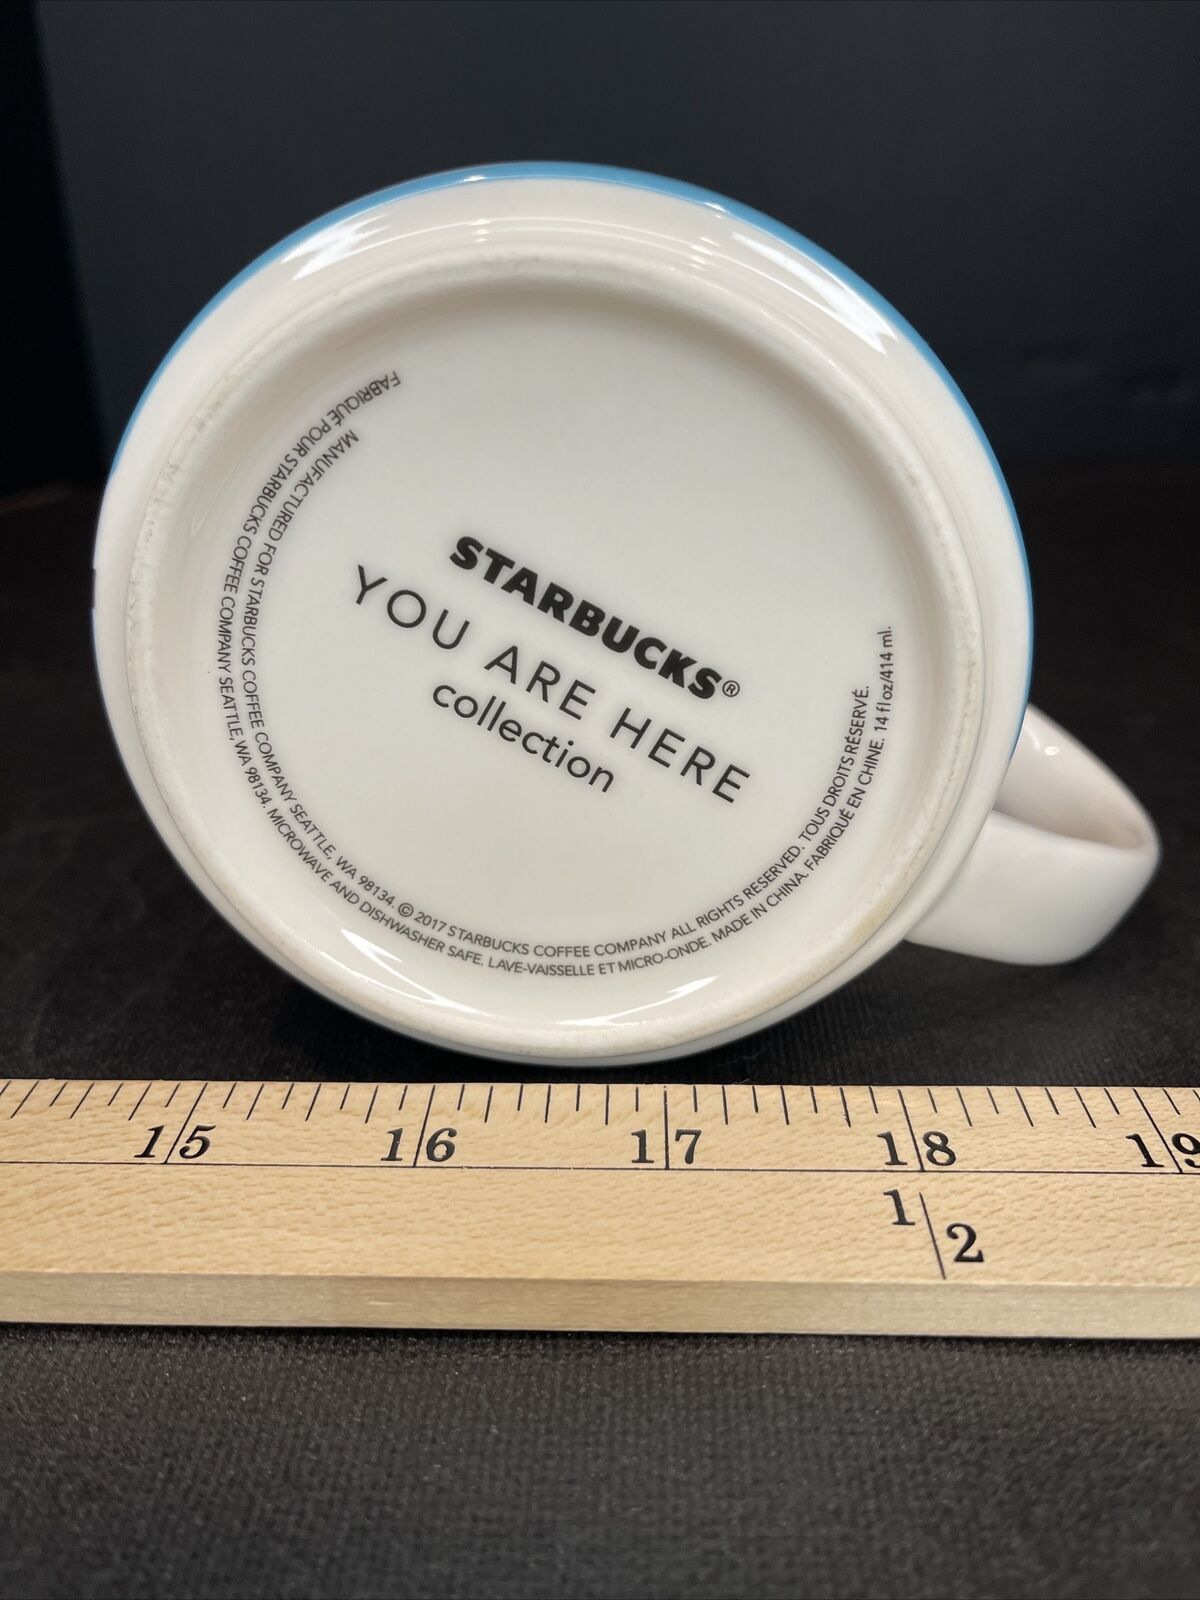 STARBUCKS®
YOU ARE HERE
collection
MANUFACTURED FOR STARBUCKS COFFEE COMPANY SEATTLE, WA 98134. © 2017 STARBUCKS COFFEE COMPANY ALL RIGHTS RESERVED. TOUS DROITS RÉSERVÉ.
FABRIQUÉ POUR STARBUCKS COFFEE COMPANY SEATTLE, WA 98134. MICROWAVE AND DISHWASHER SAFE. LAVE-VAISSELLE ET MICRO-ONDE. MADE IN CHINA. FABRIQUÉ EN CHINE. 14 fl oz/414 ml.
15 16 17 18 19
1/2